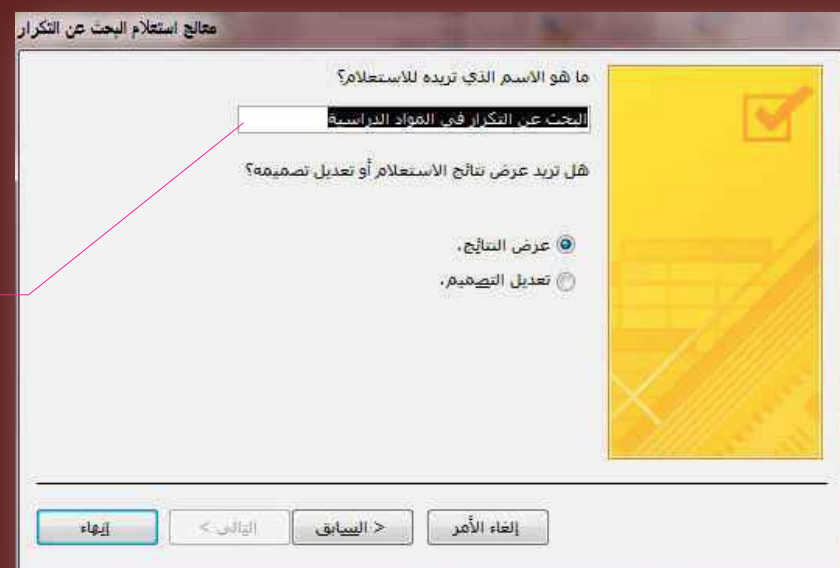 معالج استعلام البحث عن التكرار
ما هو الاسم الذي تريده للاستعلام؟
البحث عن التكرار في المواد الدراسية
هل تريد عرض نتائج الاستعلام أو تعديل تصميمه؟
عرض النتائج.
تعديل التصميم.
إلغاء الأمر
< السابق
التالي >
إنهاء